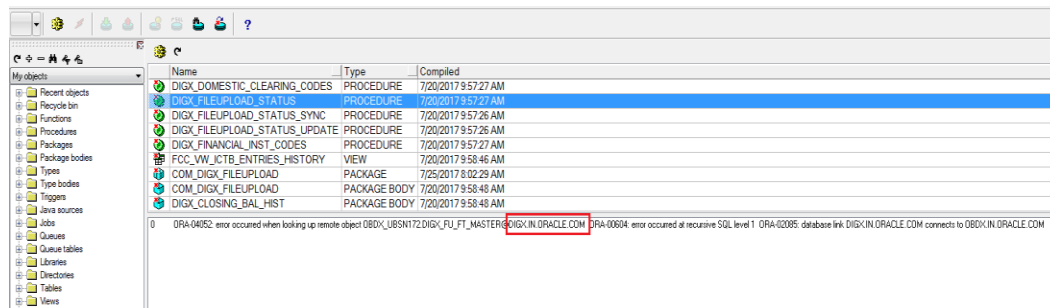 ?
My objects
Recent objects
Recycle bin
Functions
Procedures
Packages
Package bodies
Types
Type bodies
Triggers
Java sources
Jobs
Queues
Queue tables
Libraries
Directories
Tables
Views
Name Type Compiled
DIGX_DOMESTIC_CLEARING_CODES PROCEDURE 7/20/2017 9:57:27 AM
DIGX_FILEUPLOAD_STATUS PROCEDURE 7/20/2017 9:57:27 AM
DIGX_FILEUPLOAD_STATUS_SYNC PROCEDURE 7/20/2017 9:57:26 AM
DIGX_FILEUPLOAD_STATUS_UPDATE PROCEDURE 7/20/2017 9:57:26 AM
DIGX_FINANCIAL_INST_CODES PROCEDURE 7/20/2017 9:57:27 AM
FCC_VW_ICTB_ENTRIES_HISTORY VIEW 7/20/2017 9:58:46 AM
COM_DIGX_FILEUPLOAD PACKAGE 7/25/2017 8:02:29 AM
COM_DIGX_FILEUPLOAD PACKAGE BODY 7/20/2017 9:58:48 AM
DIGX_CLOSING_BAL_HIST PACKAGE BODY 7/20/2017 9:58:48 AM
0 ORA-04052: error occurred when looking up remote object OBDX_UBSN172.DIGX_FU_FT_MASTER@DIGX.IN.ORACLE.COM ORA-00604: error occurred at recursive SQL level 1 ORA-02085: database link DIGX.IN.ORACLE.COM connects to OBDX.IN.ORACLE.COM